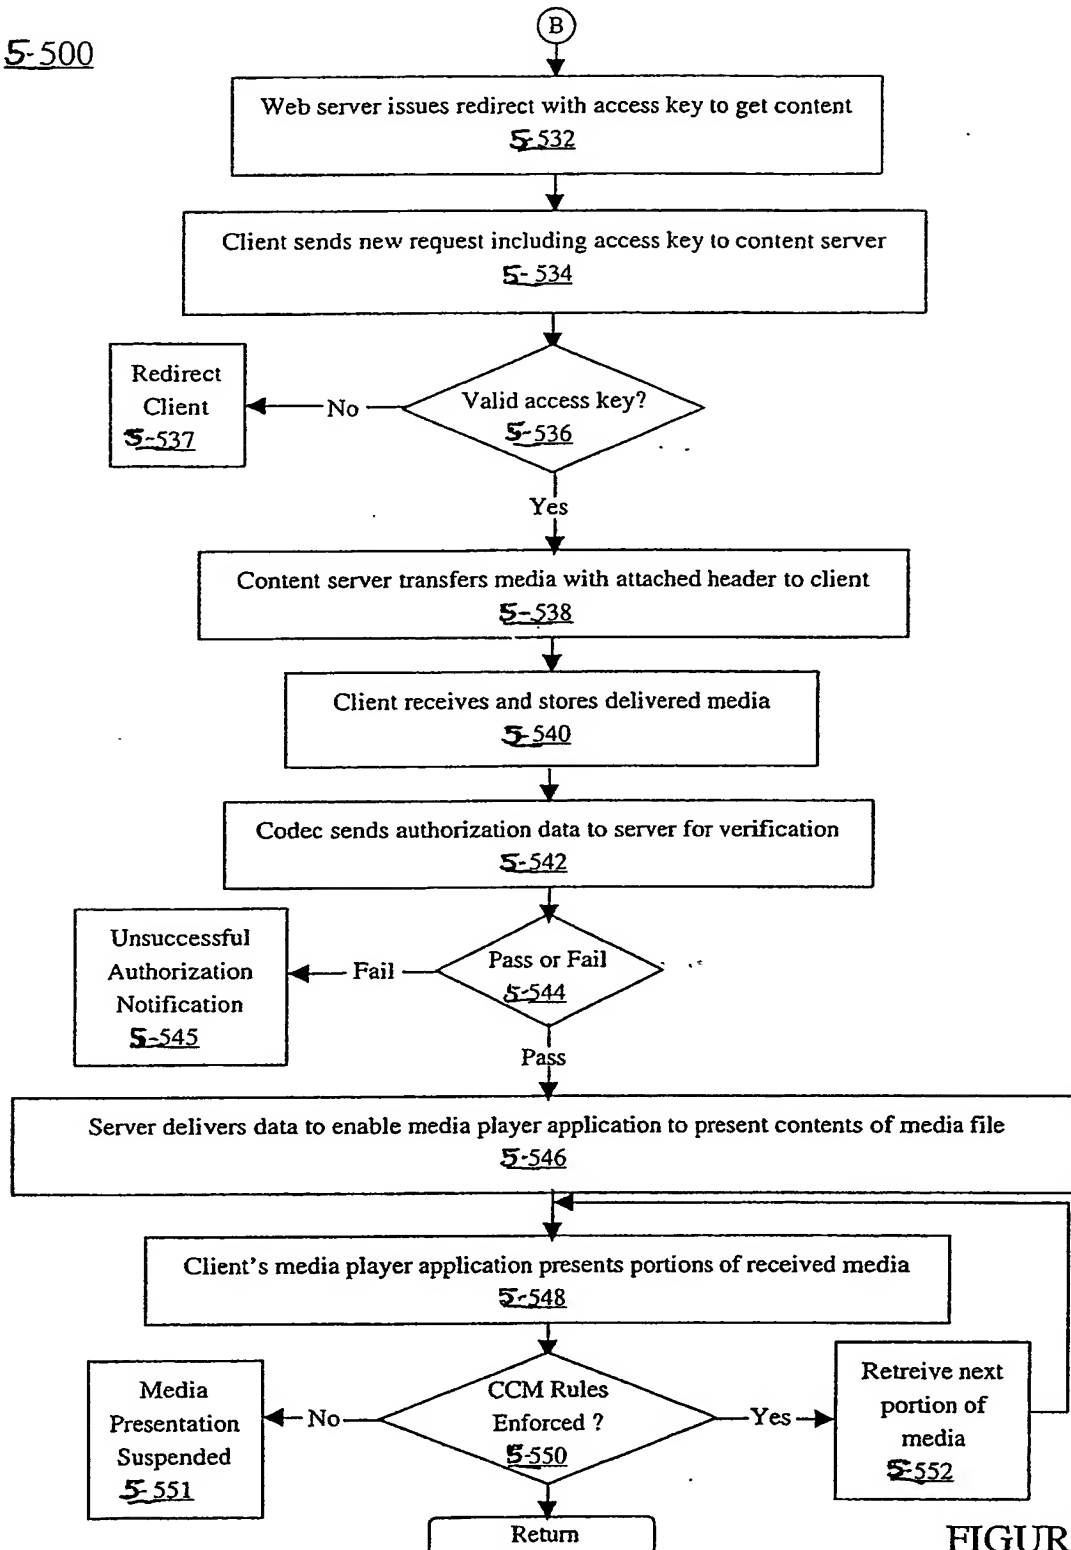 B
5-500
Web server issues redirect with access key to get content
5-532
Client sends new request including access key to content server
5-534
Redirect
Client
5-537
No
Valid access key?
5-536
Yes
Content server transfers media with attached header to client
5-538
Client receives and stores delivered media
5-540
Codec sends authorization data to server for verification
5-542
Unsuccessful
Authorization
Notification
5-545
Fail
Pass or Fail
5-544
Pass
Server delivers data to enable media player application to present contents of media file
5-546
Client's media player application presents portions of received media
5-548
Media
Presentation
Suspended
5-551
No
CCM Rules
Enforced ?
5-550
Yes
Retreive next
portion of
media
5-552
Return
FIGUR